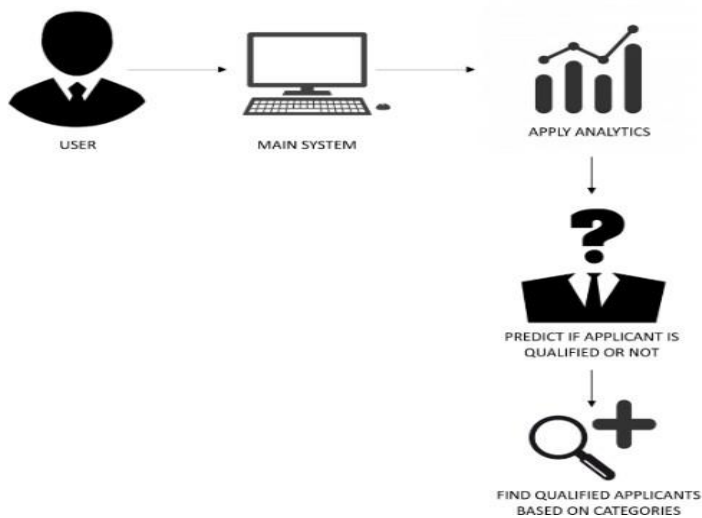 USER
MAIN SYSTEM
APPLY ANALYTICS
?
PREDICT IF APPLICANT IS
QUALIFIED OR NOT
FIND QUALIFIED APPLICANTS
BASED ON CATEGORIES